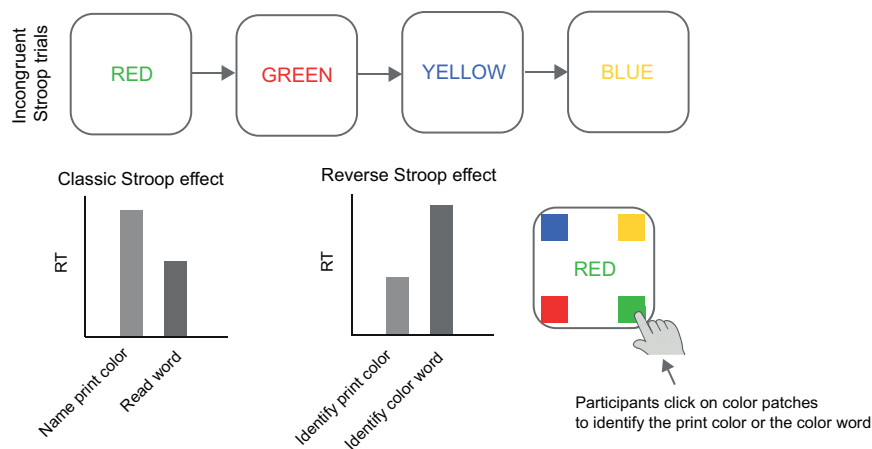 Incongruent
Stroop trials
RED
GREEN
YELLOW
BLUE
Classic Stroop effect
RT
Name print color
Read word
Reverse Stroop effect
RT
Identify print color
Identify color word
RED
Participants click on color patches
to identify the print color or the color word